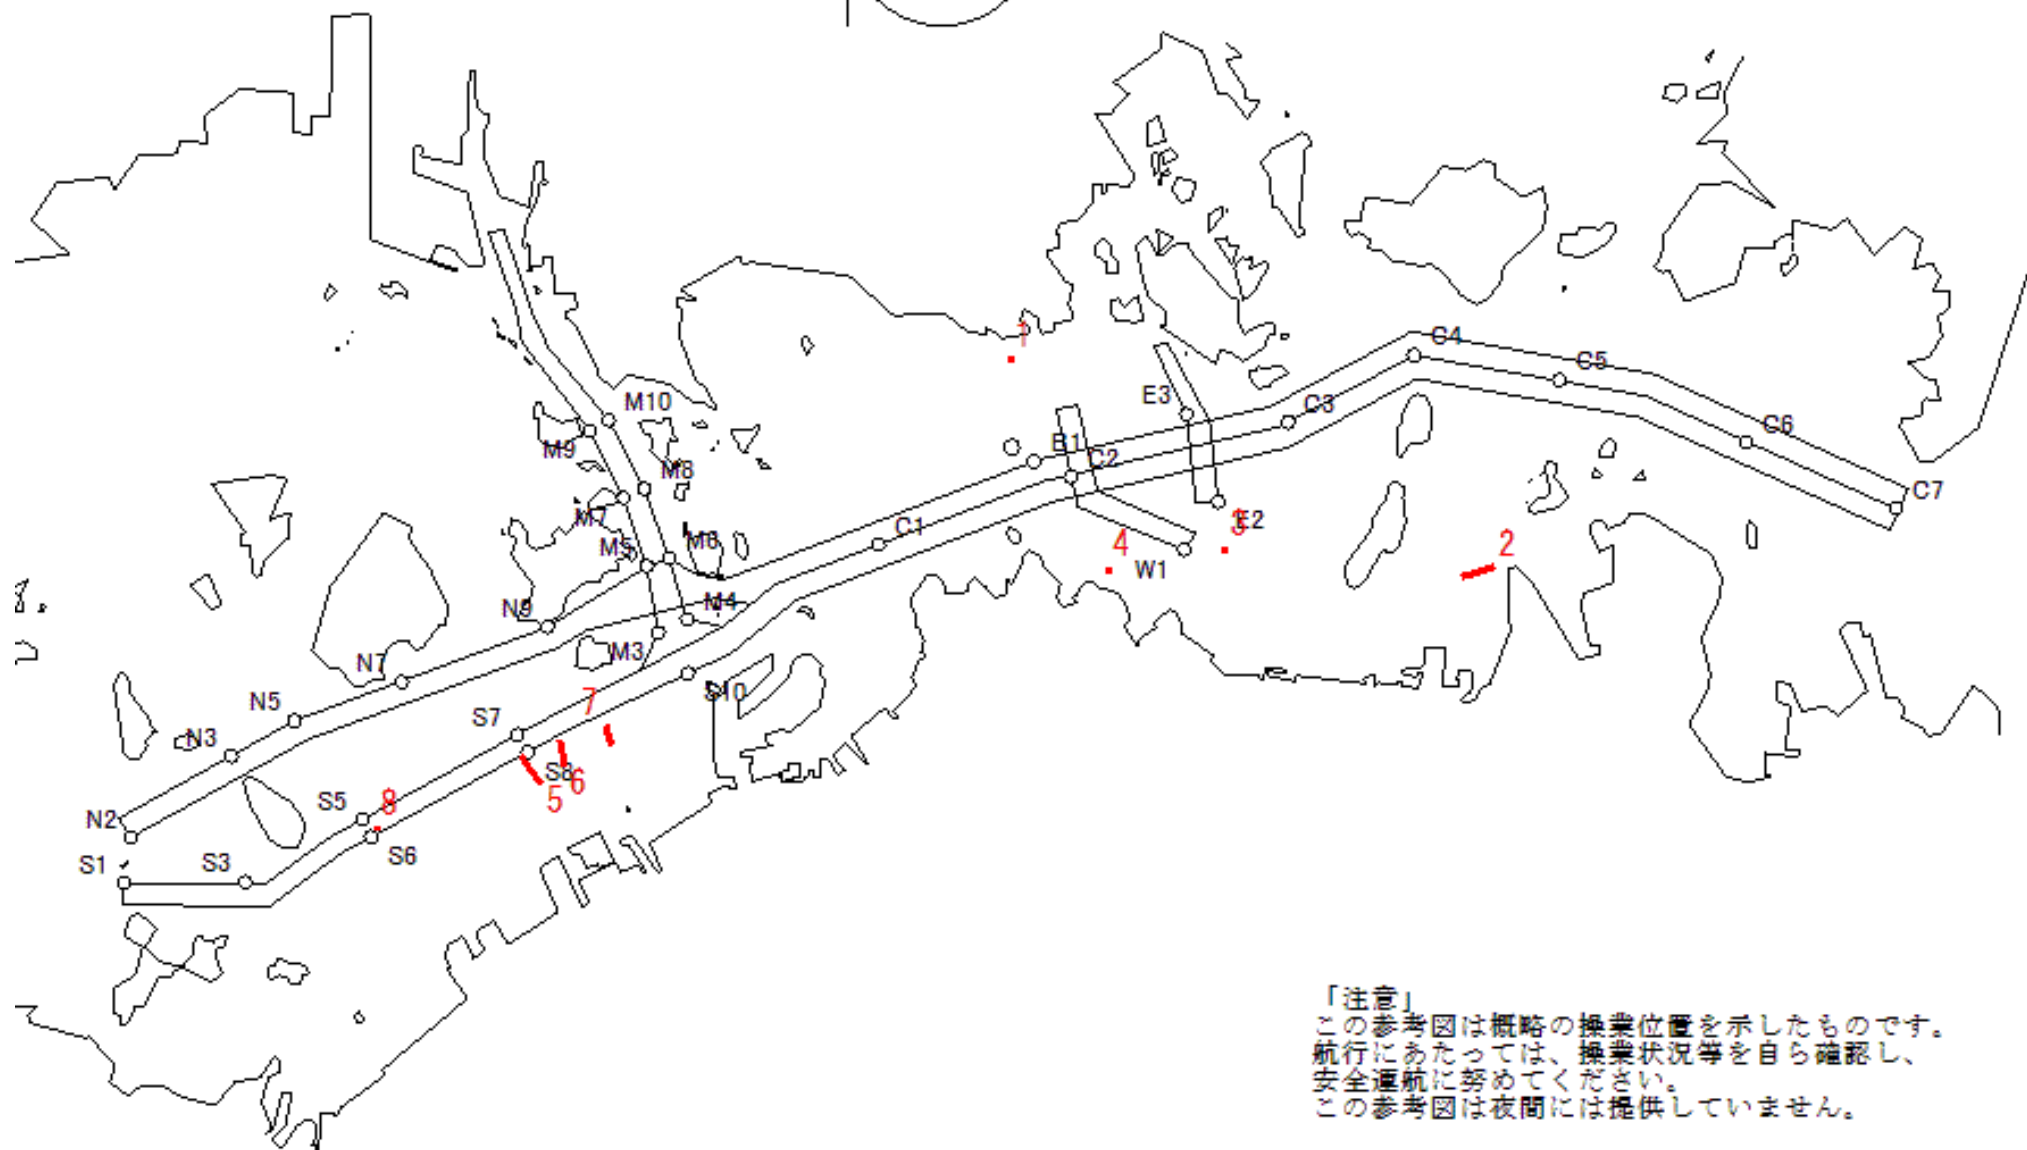 1
C4
C5
M10
E3
C3
C6
M9
B1
C2
M8
C7
M7
C1
3
E2
M5
M6
4
2
W1
N9
M4
M3
N7
S10
N5
7
S7
N3
S8
6
5
8
S5
N2
S6
S1
S3
「注意」
この参考図は概略の操業位置を示したものです。
航行にあたっては、操業状況等を自ら確認し、
安全運航に努めてください。
この参考図は夜間には提供していません。